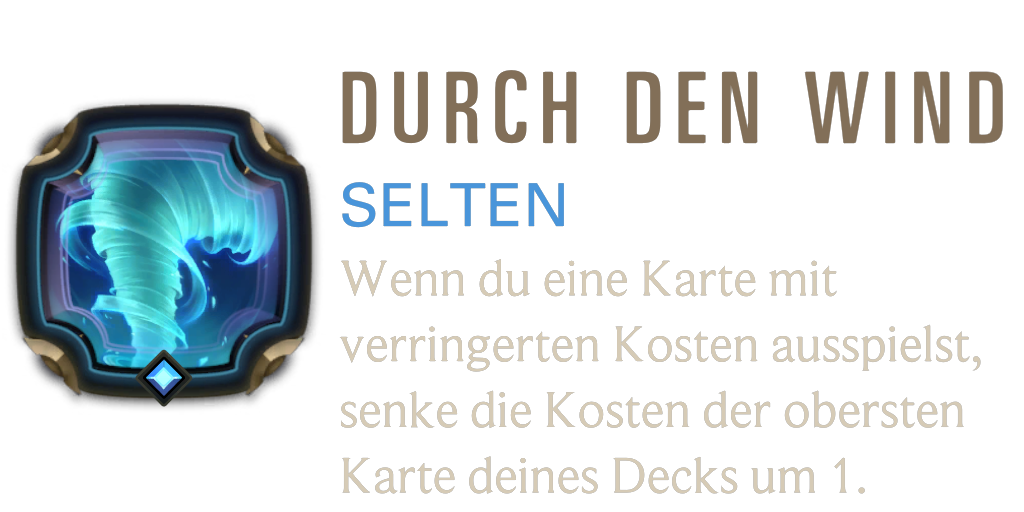 DURCH DEN WIND
SELTEN
Wenn du eine Karte mit
verringerten Kosten ausspielst,
senke die Kosten der obersten
Karte deines Decks um 1.